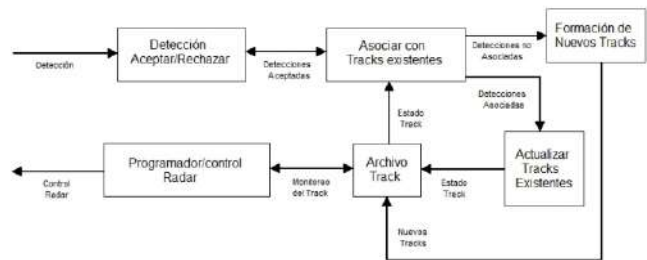 Detección
Detección
Aceptar/Rechazar
Detecciones
Aceptadas
Asociar con
Tracks existentes
Detecciones no
Asociadas
Formación de
Nuevos Tracks
Estado
Track
Detecciones
Asociadas
Control
Radar
Programador/control
Radar
Monitoreo
del Track
Archivo
Track
Estado
Track
Actualizar
Tracks
Existentes
Nuevos
Tracks